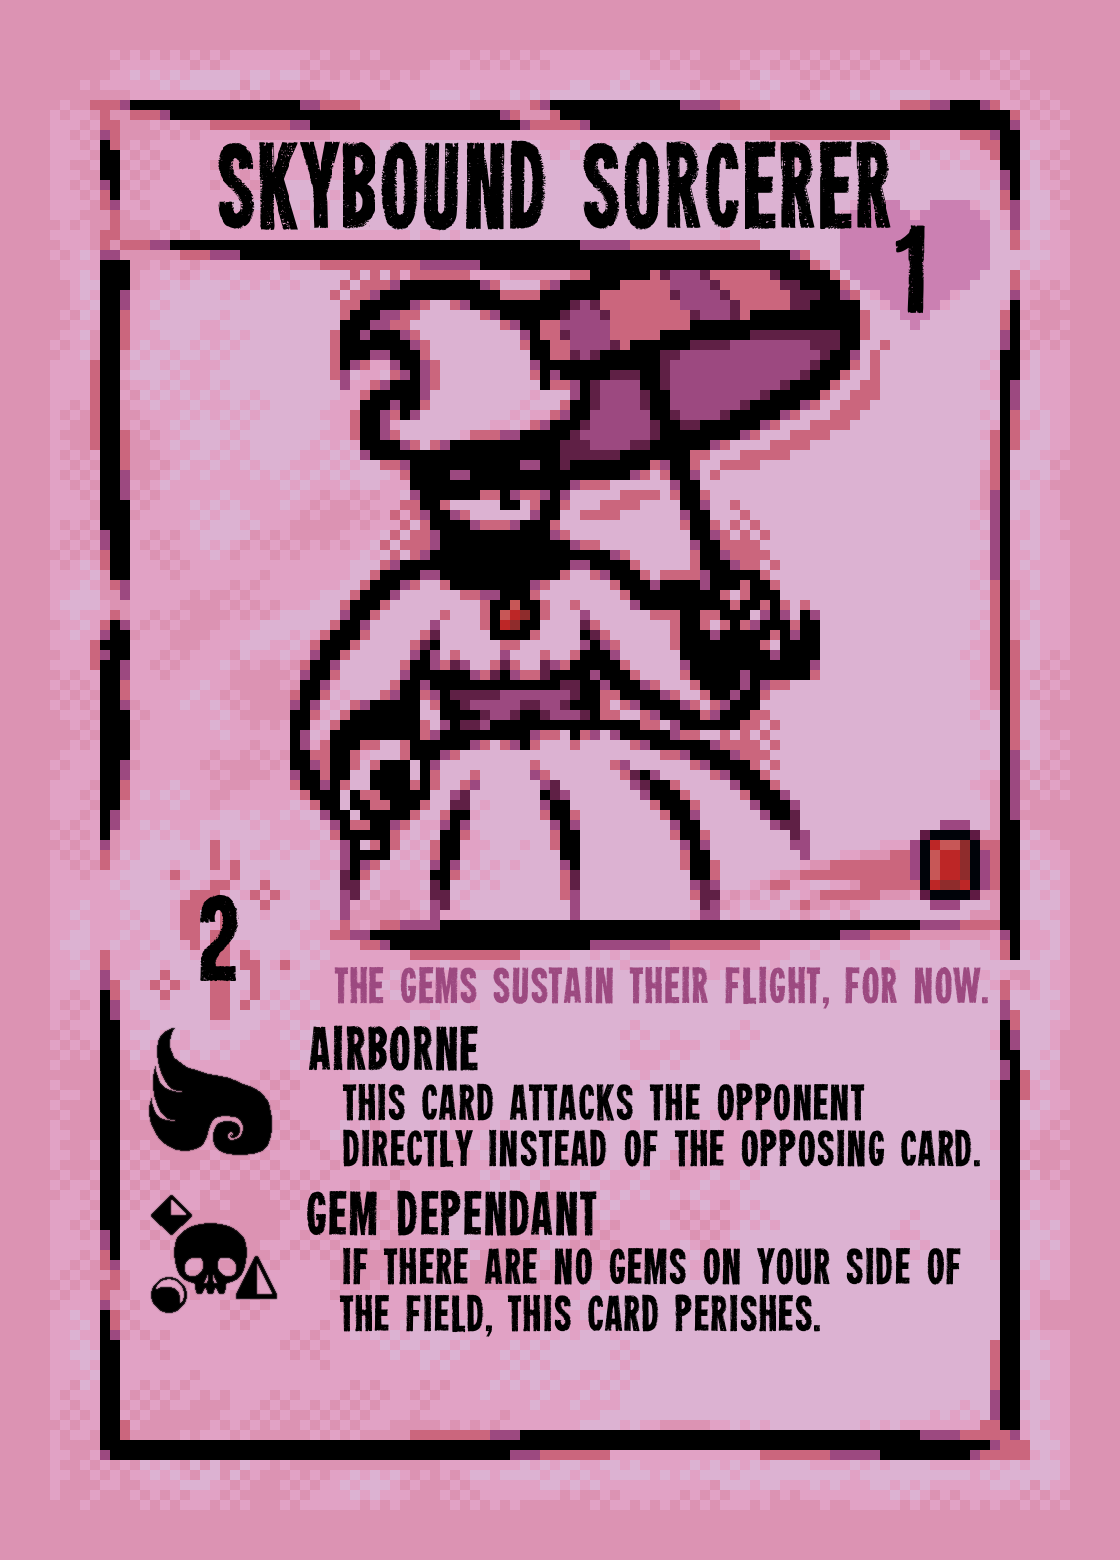 SKYBOUND SORCERER
1
2
THE GEMS SUSTAIN THEIR FLIGHT, FOR NOW.
AIRBORNE
THIS CARD ATTACKS THE OPPONENT
DIRECTLY INSTEAD OF THE OPPOSING CARD.
GEM DEPENDANT
IF THERE ARE NO GEMS ON YOUR SIDE OF
THE FIELD, THIS CARD PERISHES.